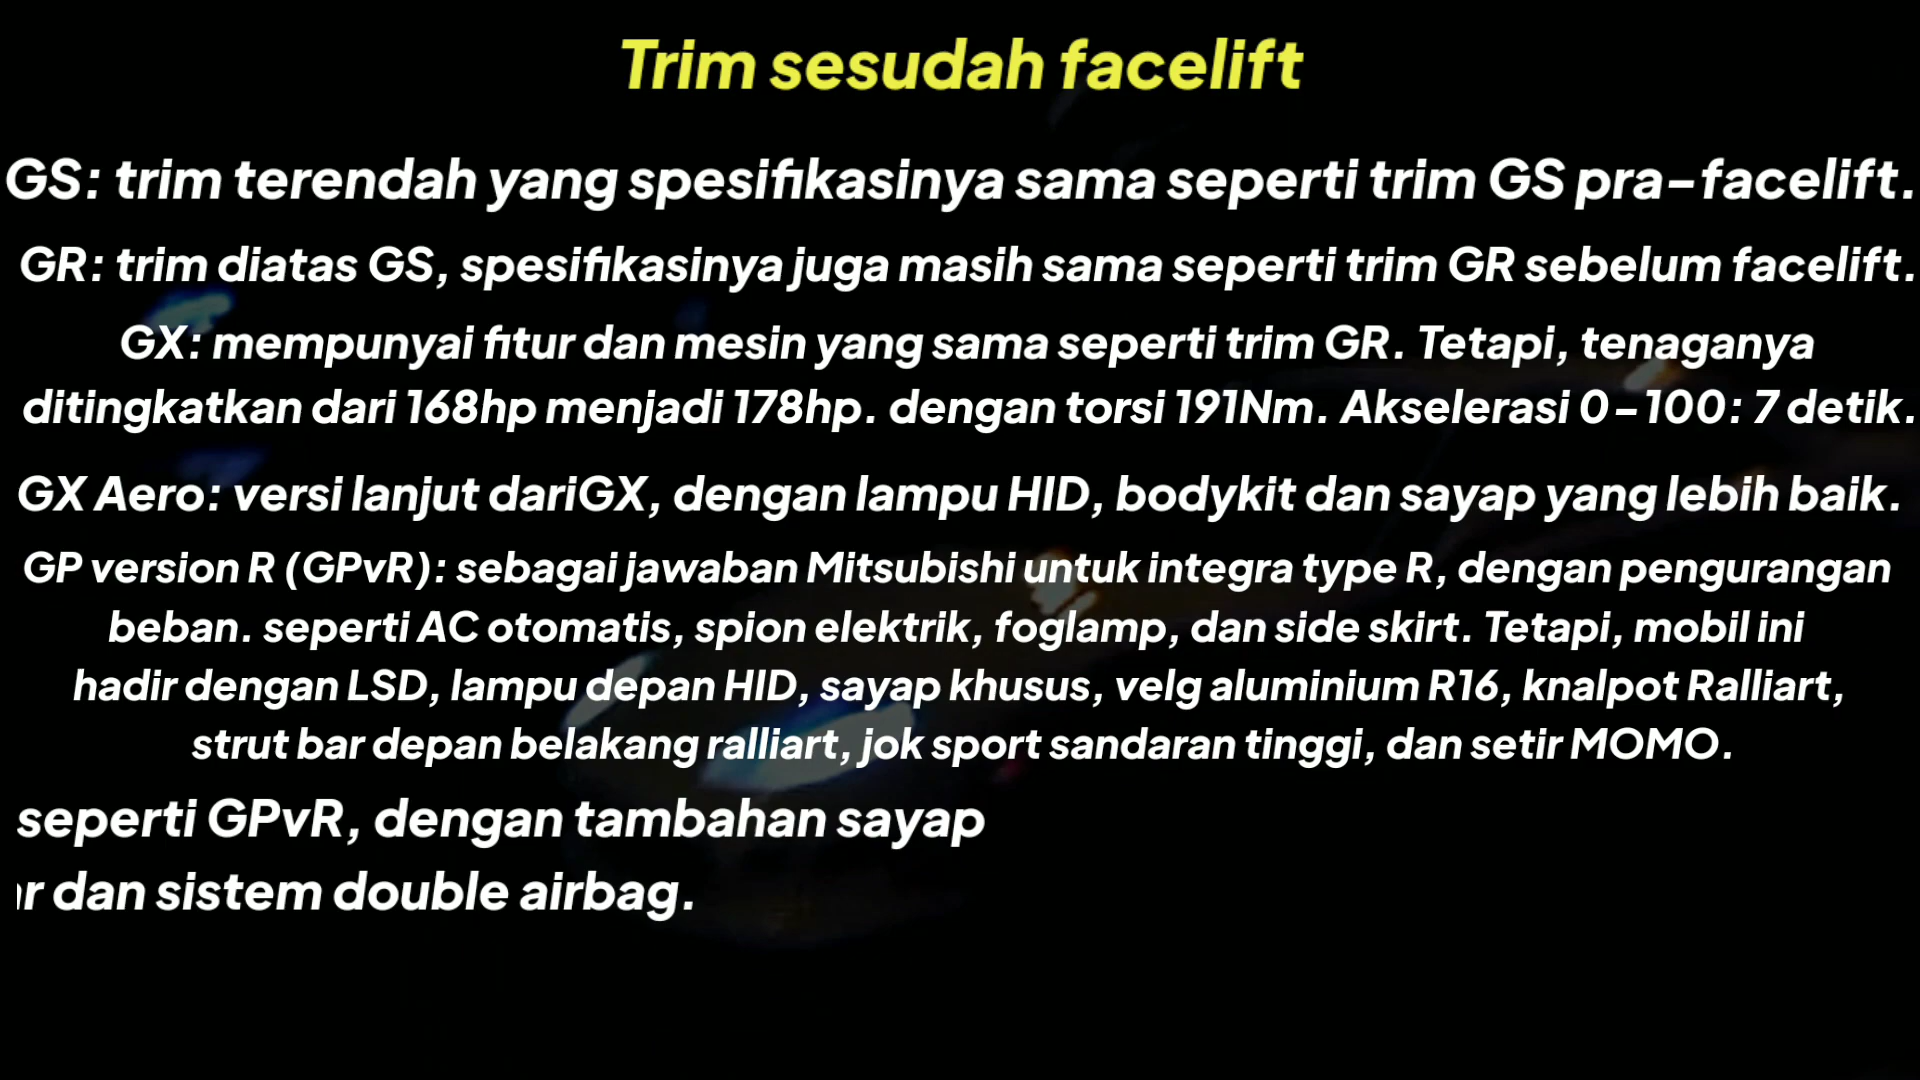 Trim sesudah facelift
GS: trim terendah yang spesifikasinya sama seperti trim GS pra-facelift.
GR: trim diatas GS, spesifikasinya juga masih sama seperti trim GR sebelum facelift.
GX: mempunyai fitur dan mesin yang sama seperti trim GR. Tetapi, tenaganya
ditingkatkan dari 168hp menjadi 178hp. dengan torsi 191Nm. Akselerasi 0-100: 7 detik.
GX Aero: versi lanjut dariGX, dengan lampu HID, bodykit dan sayap yang lebih baik.
GP version R (GPvR): sebagai jawaban Mitsubishi untuk integra type R, dengan pengurangan
beban. seperti AC otomatis, spion elektrik, foglamp, dan side skirt. Tetapi, mobil ini
hadir dengan LSD, lampu depan HID, sayap khusus, velg aluminium R16, knalpot Ralliart,
strut bar depan belakang ralliart, jok sport sandaran tinggi, dan setir MOMO.
seperti GPvR, dengan tambahan sayap
dan sistem double airbag.